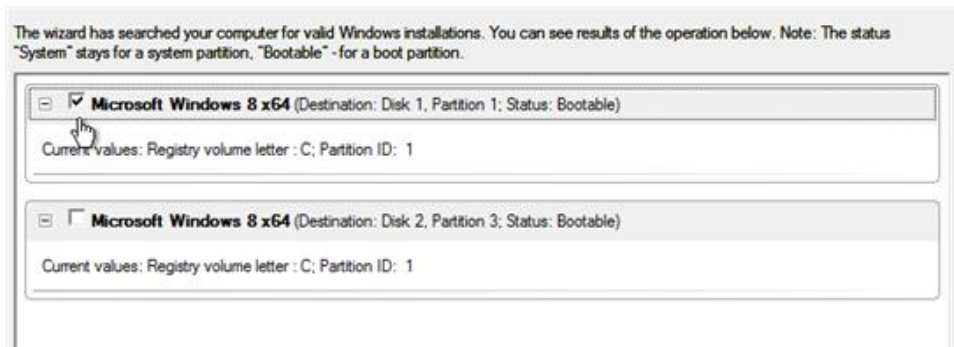 The wizard has searched your computer for valid Windows installations. You can see results of the operation below. Note: The status
"System" stays for a system partition, "Bootable" - for a boot partition.
Microsoft Windows 8 x64 (Destination: Disk 1, Partition 1; Status: Bootable)
Current values: Registry volume letter : C; Partition ID: 1
Microsoft Windows 8 x64 (Destination: Disk 2, Partition 3; Status: Bootable)
Current values: Registry volume letter : C; Partition ID: 1